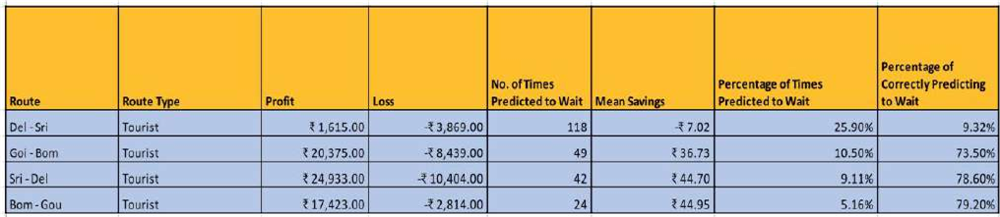 Route Route Type Profit Loss No. of Times Predicted to Wait Mean Savings Percentage of Times Predicted to Wait Percentage of Correctly Predicting to Wait
Del - Sri Tourist ₹ 1,615.00 -₹ 3,869.00 118 -₹ 7.02 25.90% 9.32%
Goi - Bom Tourist ₹ 20,375.00 -₹ 8,439.00 49 ₹ 36.73 10.50% 73.50%
Sri - Del Tourist ₹ 24,933.00 -₹ 10,404.00 42 ₹ 44.70 9.11% 78.60%
Bom - Gou Tourist ₹ 17,423.00 -₹ 2,814.00 24 ₹ 44.95 5.16% 79.20%